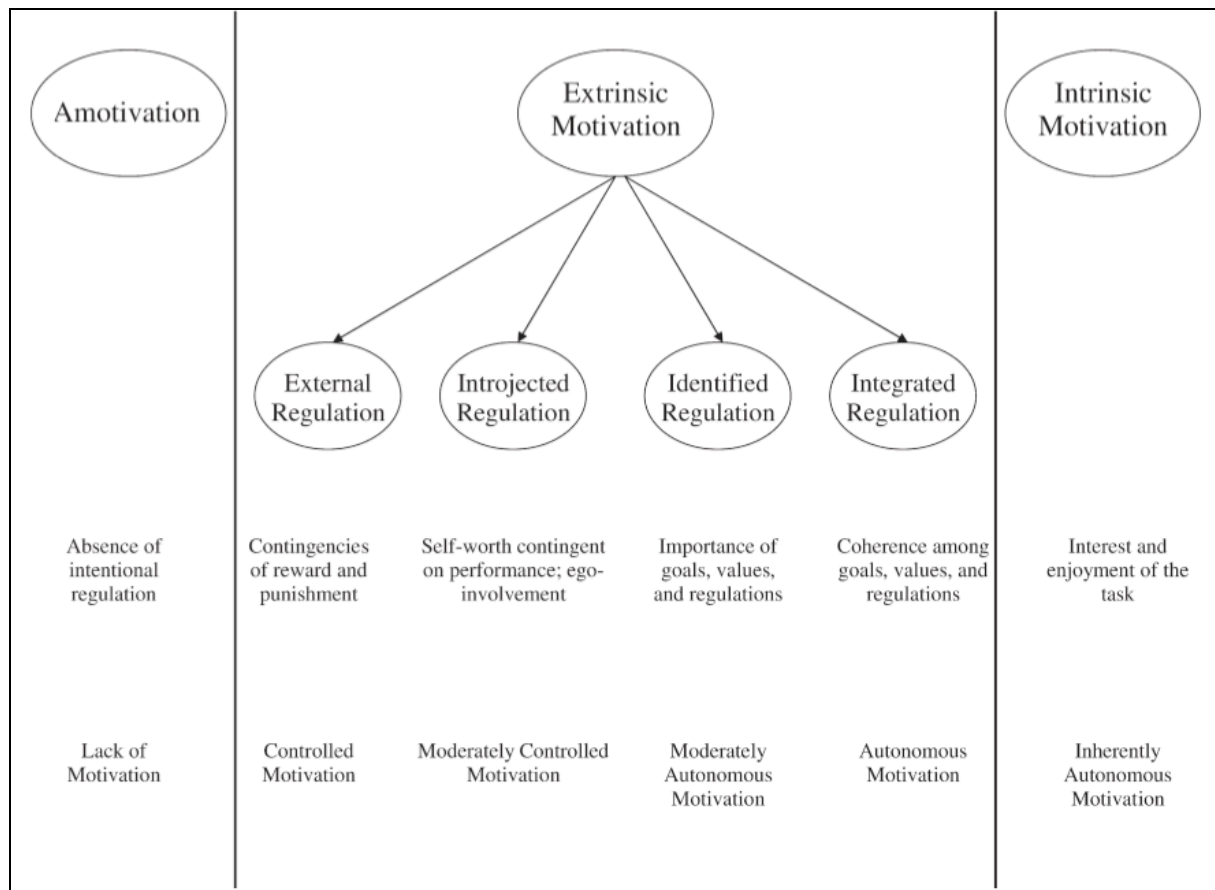 Amotivation
Extrinsic
Motivation
Intrinsic
Motivation
External
Regulation
Introjected
Regulation
Identified
Regulation
Integrated
Regulation
Absence of
intentional
regulation
Contingencies
of reward and
punishment
Self-worth contingent
on performance; ego-
involvement
Importance of
goals, values,
and regulations
Coherence among
goals, values, and
regulations
Interest and
enjoyment of the
task
Lack of
Motivation
Controlled
Motivation
Moderately Controlled
Motivation
Moderately
Autonomous
Motivation
Autonomous
Motivation
Inherently
Autonomous
Motivation